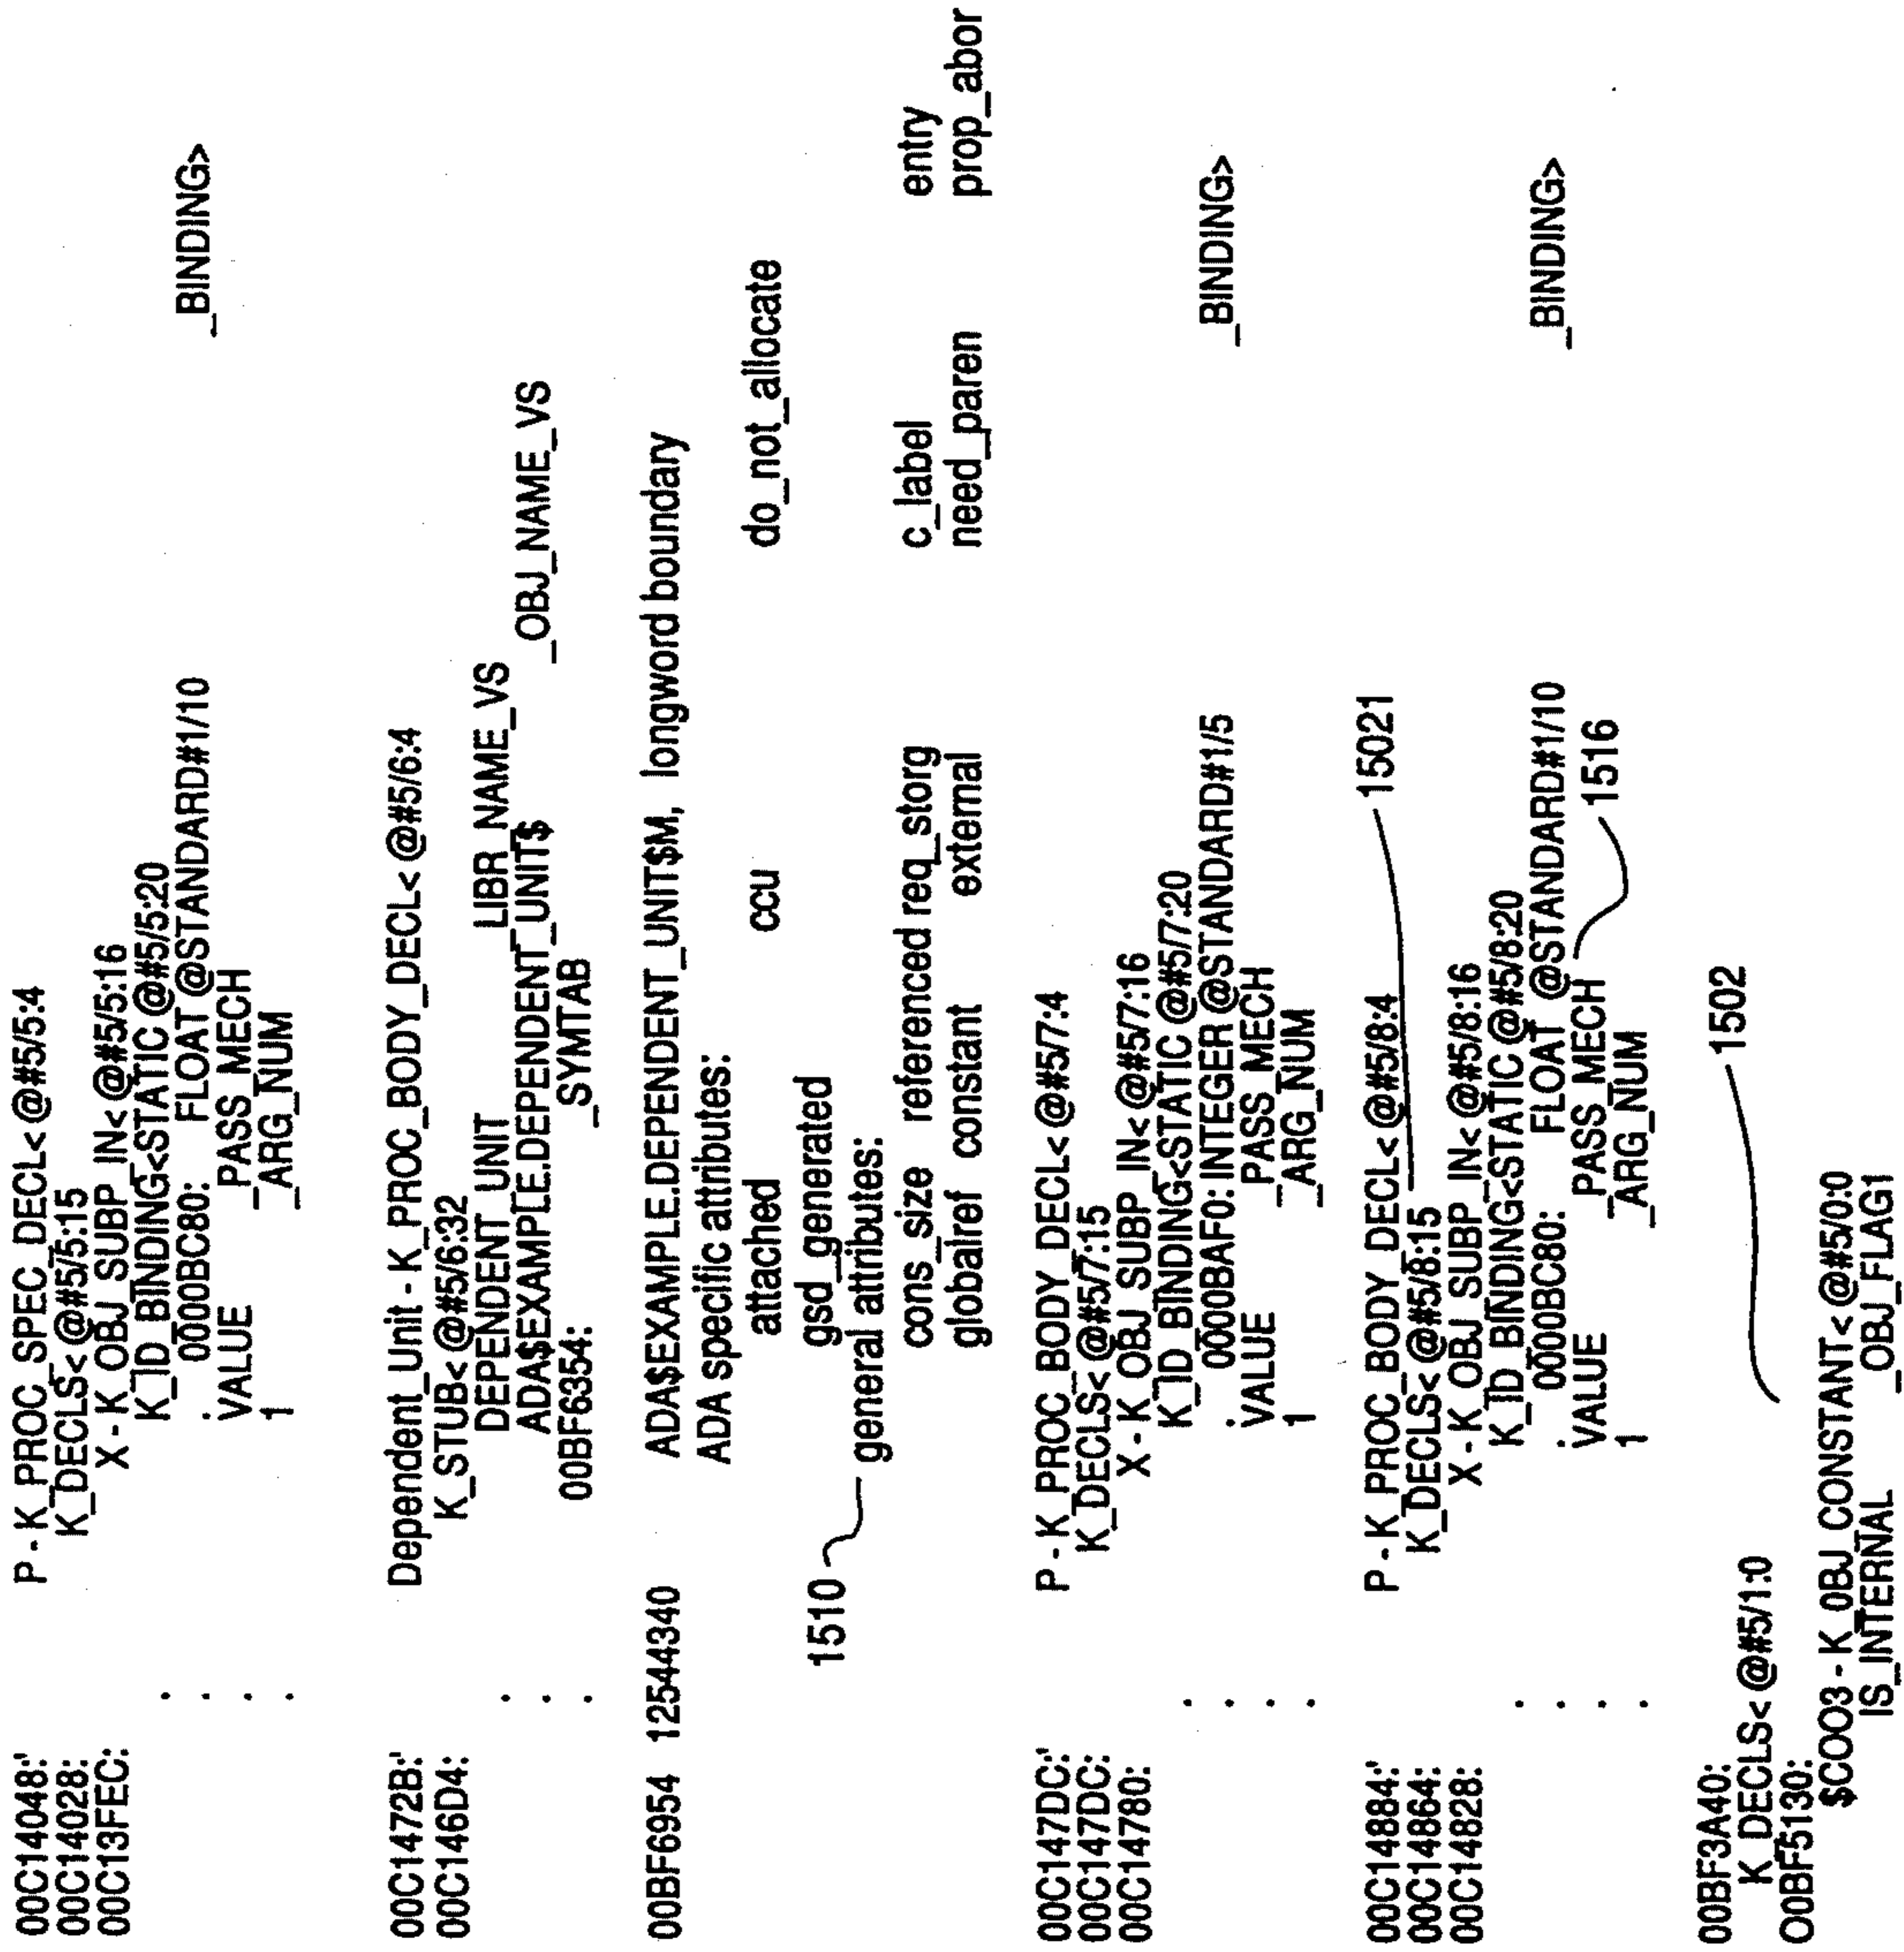 00C14048:' P - K_PROC_SPEC_DECL< @#5/5:4
00C14028: K_DECLS< @#5/5:15
00C13FEC: X - K_OBJ_SUBP_IN< @#5/5:16
. K_ID_BINDING<STATIC @#5/5:20
. 0000BC80: FLOAT @STANDARD#1/10 _BINDING>
. : VALUE _PASS_MECH
. 1 _ARG_NUM
00C1472B:' Dependent_Unit - K_PROC_BODY_DECL< @#5/6:4
00C146D4: K_STUB< @#5/6:32
. DEPENDENT_UNIT LIBR_NAME_VS
. ADA$EXAMPLE.DEPENDENT_UNIT$ _OBJ_NAME_VS
. 00BF6354: _SYMTAB
00BF6954 12544340 ADA$EXAMPLE.DEPENDENT_UNIT$M, longword boundary
ADA specific attributes:
attached ccu do_not_allocate
gsd_generated
1510 general attributes:
cons_size referenced req_storg c_label entry
globalref constant external need_paren prop_abor
00C147DC:' P - K_PROC_BODY_DECL< @#5/7:4
00C147DC: K_DECLS< @#5/7:15
00C14780: X - K_OBJ_SUBP_IN< @#5/7:16
. K_ID_BINDING<STATIC @#5/7:20
. 0000BAF0: INTEGER @STANDARD#1/5 _BINDING>
. : VALUE _PASS_MECH
. 1 _ARG_NUM
00C14884:' P - K_PROC_BODY_DECL< @#5/8:4 15021
00C14864: K_DECLS< @#5/8:15
00C14828: X - K_OBJ_SUBP_IN< @#5/8:16
. K_ID_BINDING<STATIC @#5/8:20
. 0000BC80: FLOAT @STANDARD#1/10 _BINDING>
. : VALUE _PASS_MECH 1516
. 1 _ARG_NUM
00BF3A40: 1502
K_DECLS< @#5/1:0
OOBF5130:
$COO3 - K_OBJ_CONSTANT< @#5/0:0
IS_INTERNAL _OBJ_FLAG1